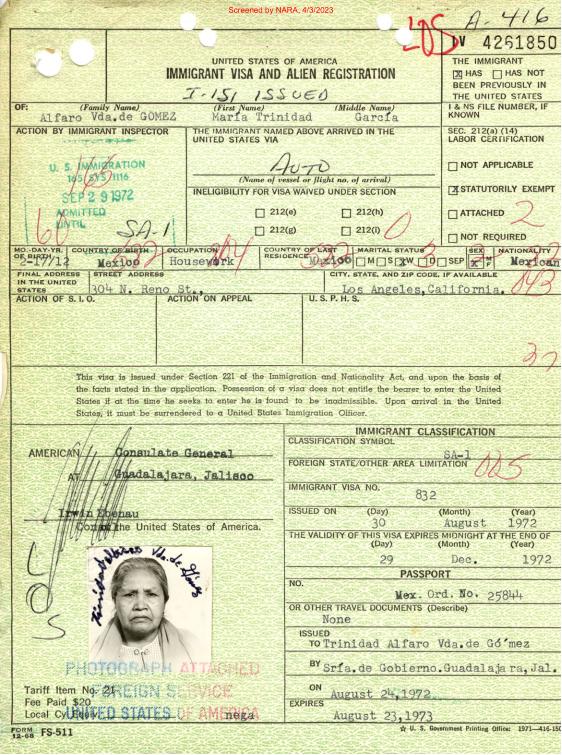 Screened by NARA, 4/3/2023
A-416
IV 4261850
UNITED STATES OF AMERICA
IMMIGRANT VISA AND ALIEN REGISTRATION
I-151 ISSUED
THE IMMIGRANT
☒ HAS ☐ HAS NOT
BEEN PREVIOUSLY IN
THE UNITED STATES
I & NS FILE NUMBER, IF
KNOWN
OF: (Family Name) (First Name) (Middle Name)
Alfaro Vda.de GOMEZ María Trinidad García
ACTION BY IMMIGRANT INSPECTOR
U. S. IMMIGRATION
SEP 29 1972
ADMITTED
UNTIL
SA-1
THE IMMIGRANT NAMED ABOVE ARRIVED IN THE
UNITED STATES VIA
AUTO
(Name of vessel or flight no. of arrival)
INELIGIBILITY FOR VISA WAIVED UNDER SECTION
☐ 212(e) ☐ 212(h)
☐ 212(g) ☐ 212(i)
SEC. 212(a) (14)
LABOR CERTIFICATION
☐ NOT APPLICABLE
☒ STATUTORILY EXEMPT
☐ ATTACHED
2
☐ NOT REQUIRED
MO.-DAY-YR. OF BIRTH
2-17/12
COUNTRY OF BIRTH
Mexico
OCCUPATION
Housework
COUNTRY OF LAST RESIDENCE
Mexico
MARITAL STATUS
☐ M ☐ S ☒ W ☐ D ☐ SEP
SEX
M
☒ F
NATIONALITY
Mexican
FINAL ADDRESS
IN THE UNITED
STATES
STREET ADDRESS
304 N. Reno St.,
CITY, STATE, AND ZIP CODE, IF AVAILABLE
Los Angeles,California.
ACTION OF S.I.O. ACTION ON APPEAL U.S.P.H.S.
This visa is issued under Section 221 of the Immigration and Nationality Act, and upon the basis of
the facts stated in the application. Possession of a visa does not entitle the bearer to enter the United
States if at the time he seeks to enter he is found to be inadmissible. Upon arrival in the United
States, it must be surrendered to a United States Immigration Officer.
AMERICAN Consulate General
AT Guadalajara, Jalisco
Irwin Ebenau
Consul of the United States of America.
LOS
Trinidad Alfaro Vda. de Gómez
PHOTOGRAPH ATTACHED
FOREIGN SERVICE
UNITED STATES OF AMERICA
Tariff Item No. 21
Fee Paid $20
Local Cy. Equiv.
FORM
12-68 FS-511
IMMIGRANT CLASSIFICATION
CLASSIFICATION SYMBOL
SA-1
FOREIGN STATE/OTHER AREA LIMITATION
IMMIGRANT VISA NO.
832
ISSUED ON (Day) (Month) (Year)
30 August 1972
THE VALIDITY OF THIS VISA EXPIRES MIDNIGHT AT THE END OF
(Day) (Month) (Year)
29 Dec. 1972
PASSPORT
NO.
Mex. Ord. No. 25844
OR OTHER TRAVEL DOCUMENTS (Describe)
None
ISSUED
TO Trinidad Alfaro Vda.de Gó´mez
BY Sría.de Gobierno.Guadalajara,Jal.
ON
August 24,1972
EXPIRES
August 23,1973
☆ U. S. Government Printing Office: 1971—416-150